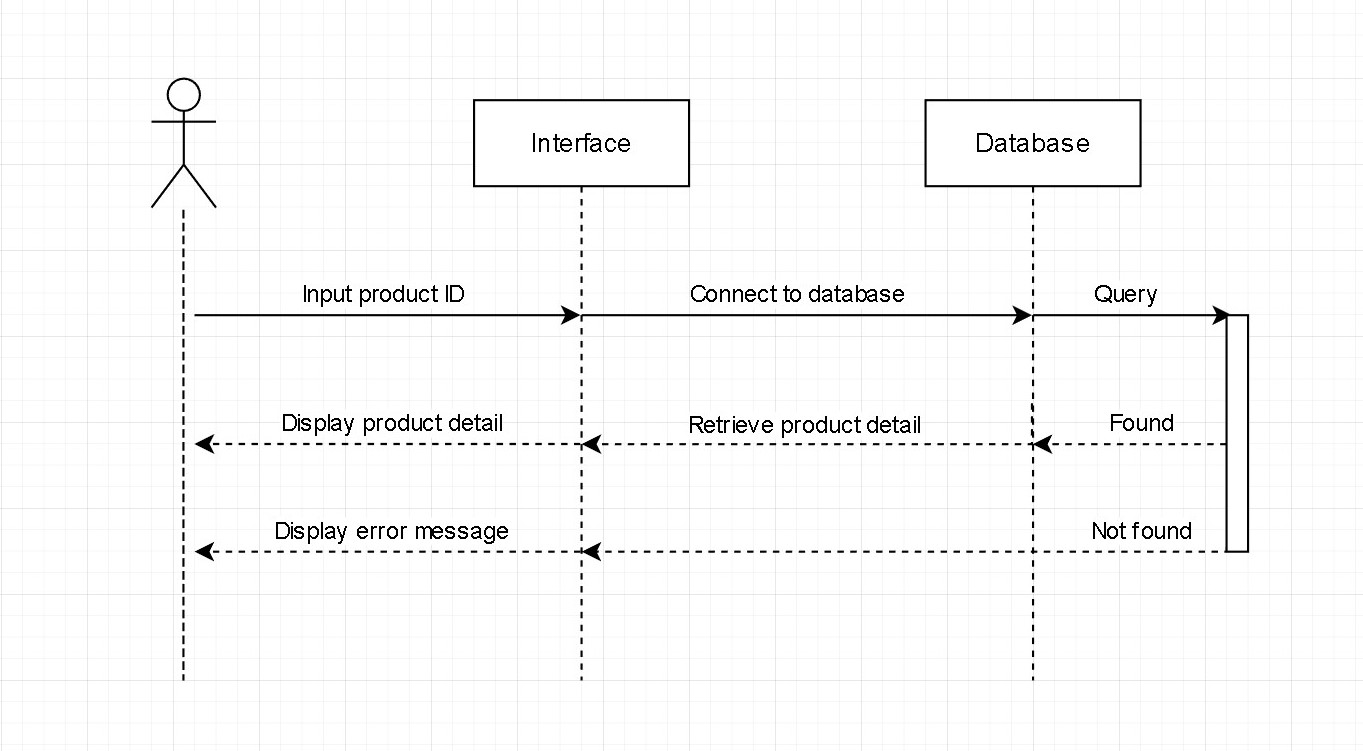 Interface
Database
Input product ID
Connect to database
Query
Display product detail
Retrieve product detail
Found
Display error message
Not found